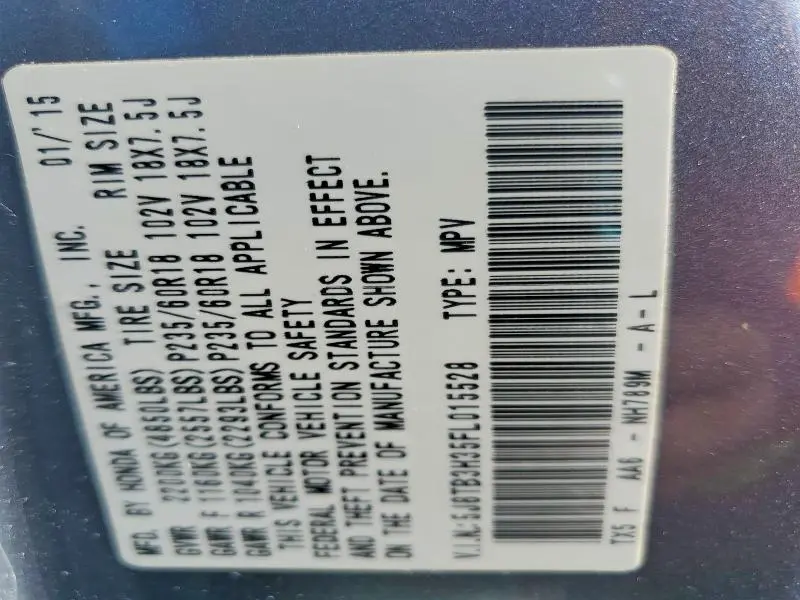 MFD. BY HONDA OF AMERICA MFG., INC. 01/'15
GVWR 2200KG(4850LBS) TIRE SIZE RIM SIZE
GAWR F 1160KG(2557LBS)P235/60R18 102V 18X7.5J
GAWR R 1040KG(2293LBS)P235/60R18 102V 18X7.5J
THIS VEHICLE CONFORMS TO ALL APPLICABLE
FEDERAL MOTOR VEHICLE SAFETY
AND THEFT PREVENTION STANDARDS IN EFFECT
ON THE DATE OF MANUFACTURE SHOWN ABOVE.
V.I.N:5J8TB3H35FL015528 TYPE: MPV
TX5 F AA6 - NH789M - A - L